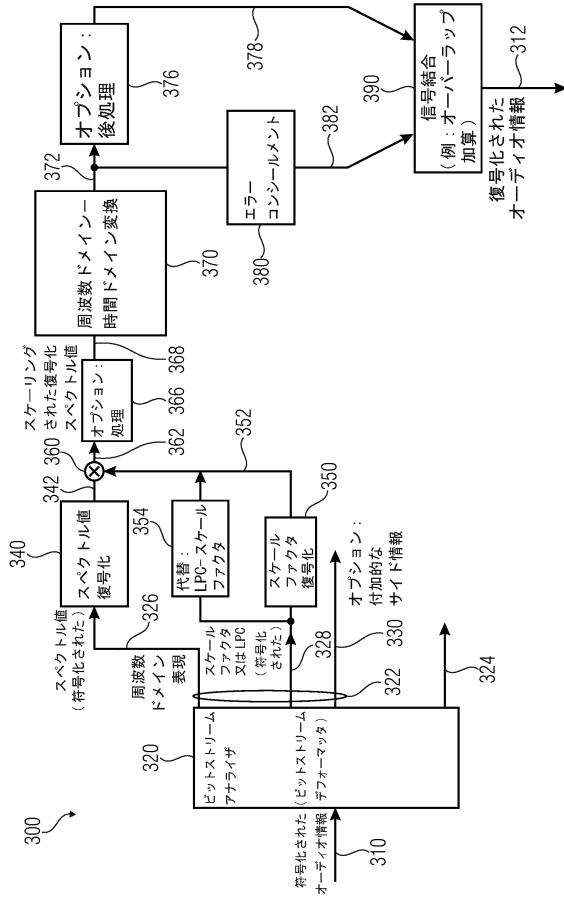 300
符号化された
オーディオ情報
310
320
ビットストリーム
アナライザ
(ビットストリーム
デフォーマッタ)
322
324
スペクトル値
(符号化された)
326
周波数
ドメイン
表現
スケール
ファクタ
又はLPC
(符号化
された)
328
330
オプション:
付加的な
サイド情報
340
スペクトル値
復号化
342
354
代替:
LPC-スケール
ファクタ
350
スケール
ファクタ
復号化
352
360
362
スケーリング
された復号化
スペクトル値
オプション:
処理
366
368
周波数ドメイン-
時間ドメイン変換
370
372
オプション:
後処理
376
378
エラー
コンシールメント
380
382
390
信号結合
(例:オーバーラップ
加算)
312
復号化された
オーディオ情報